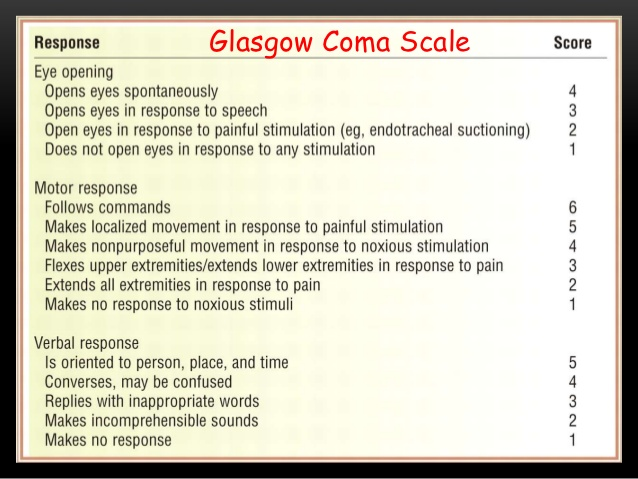 Response Glasgow Coma Scale Score
Eye opening
Opens eyes spontaneously 4
Opens eyes in response to speech 3
Open eyes in response to painful stimulation (eg, endotracheal suctioning) 2
Does not open eyes in response to any stimulation 1
Motor response
Follows commands 6
Makes localized movement in response to painful stimulation 5
Makes nonpurposeful movement in response to noxious stimulation 4
Flexes upper extremities/extends lower extremities in response to pain 3
Extends all extremities in response to pain 2
Makes no response to noxious stimuli 1
Verbal response
Is oriented to person, place, and time 5
Converses, may be confused 4
Replies with inappropriate words 3
Makes incomprehensible sounds 2
Makes no response 1